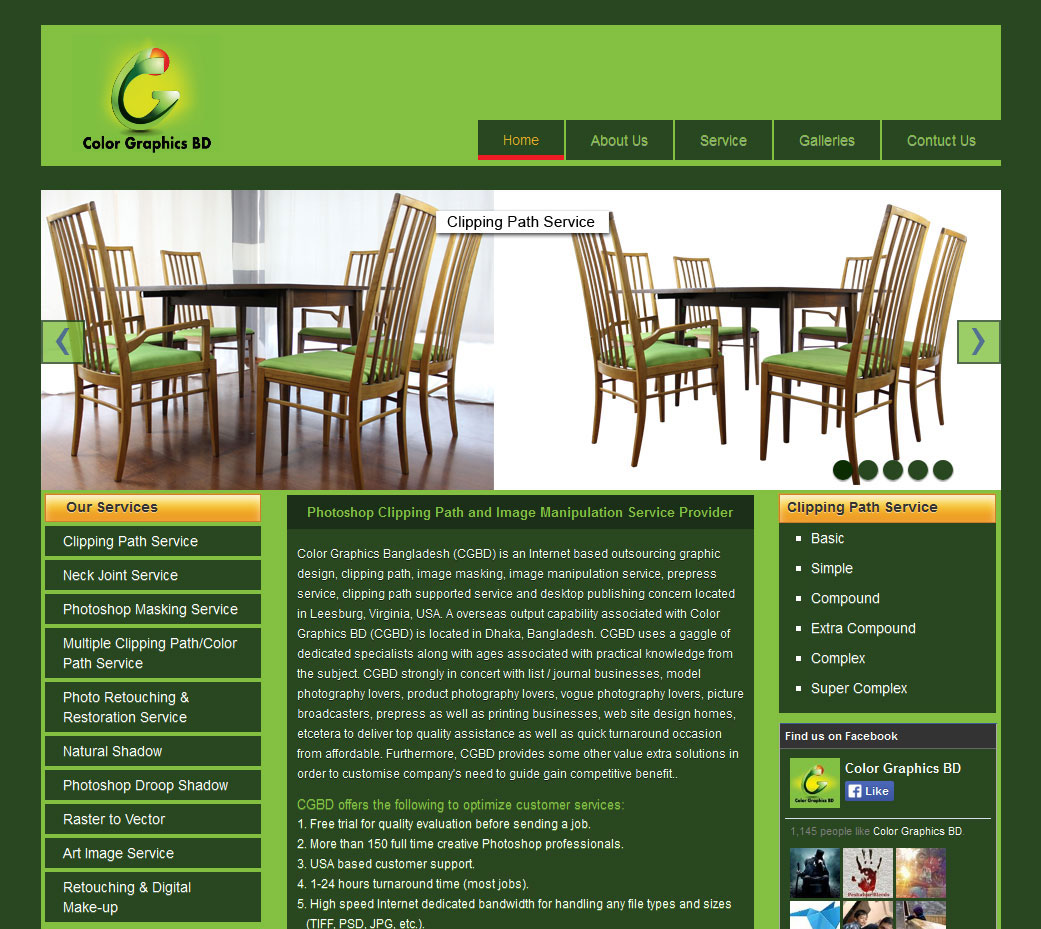 Color Graphics BD
Home
About Us
Service
Galleries
Contuct Us
Clipping Path Service
Our Services
Clipping Path Service
Neck Joint Service
Photoshop Masking Service
Multiple Clipping Path/Color
Path Service
Photo Retouching &
Restoration Service
Natural Shadow
Photoshop Droop Shadow
Raster to Vector
Art Image Service
Retouching & Digital
Make-up
Photoshop Clipping Path and Image Manipulation Service Provider
Color Graphics Bangladesh (CGBD) is an Internet based outsourcing graphic
design, clipping path, image masking, image manipulation service, prepress
service, clipping path supported service and desktop publishing concern located
in Leesburg, Virginia, USA. A overseas output capability associated with Color
Graphics BD (CGBD) is located in Dhaka, Bangladesh. CGBD uses a gaggle of
dedicated specialists along with ages associated with practical knowledge from
the subject. CGBD strongly in concert with list / journal businesses, model
photography lovers, product photography lovers, vogue photography lovers, picture
broadcasters, prepress as well as printing businesses, web site design homes,
etcetera to deliver top quality assistance as well as quick turnaround occasion
from affordable. Furthermore, CGBD provides some other value extra solutions in
order to customise company's need to guide gain competitive benefit..
CGBD offers the following to optimize customer services:
1. Free trial for quality evaluation before sending a job.
2. More than 150 full time creative Photoshop professionals.
3. USA based customer support.
4. 1-24 hours turnaround time (most jobs).
5. High speed Internet dedicated bandwidth for handling any file types and sizes
(TIFF, PSD, JPG, etc.).
Clipping Path Service
Basic
Simple
Compound
Extra Compound
Complex
Super Complex
Find us on Facebook
Color Graphics BD
Color Graphics BD
Like
1,145 people like Color Graphics BD